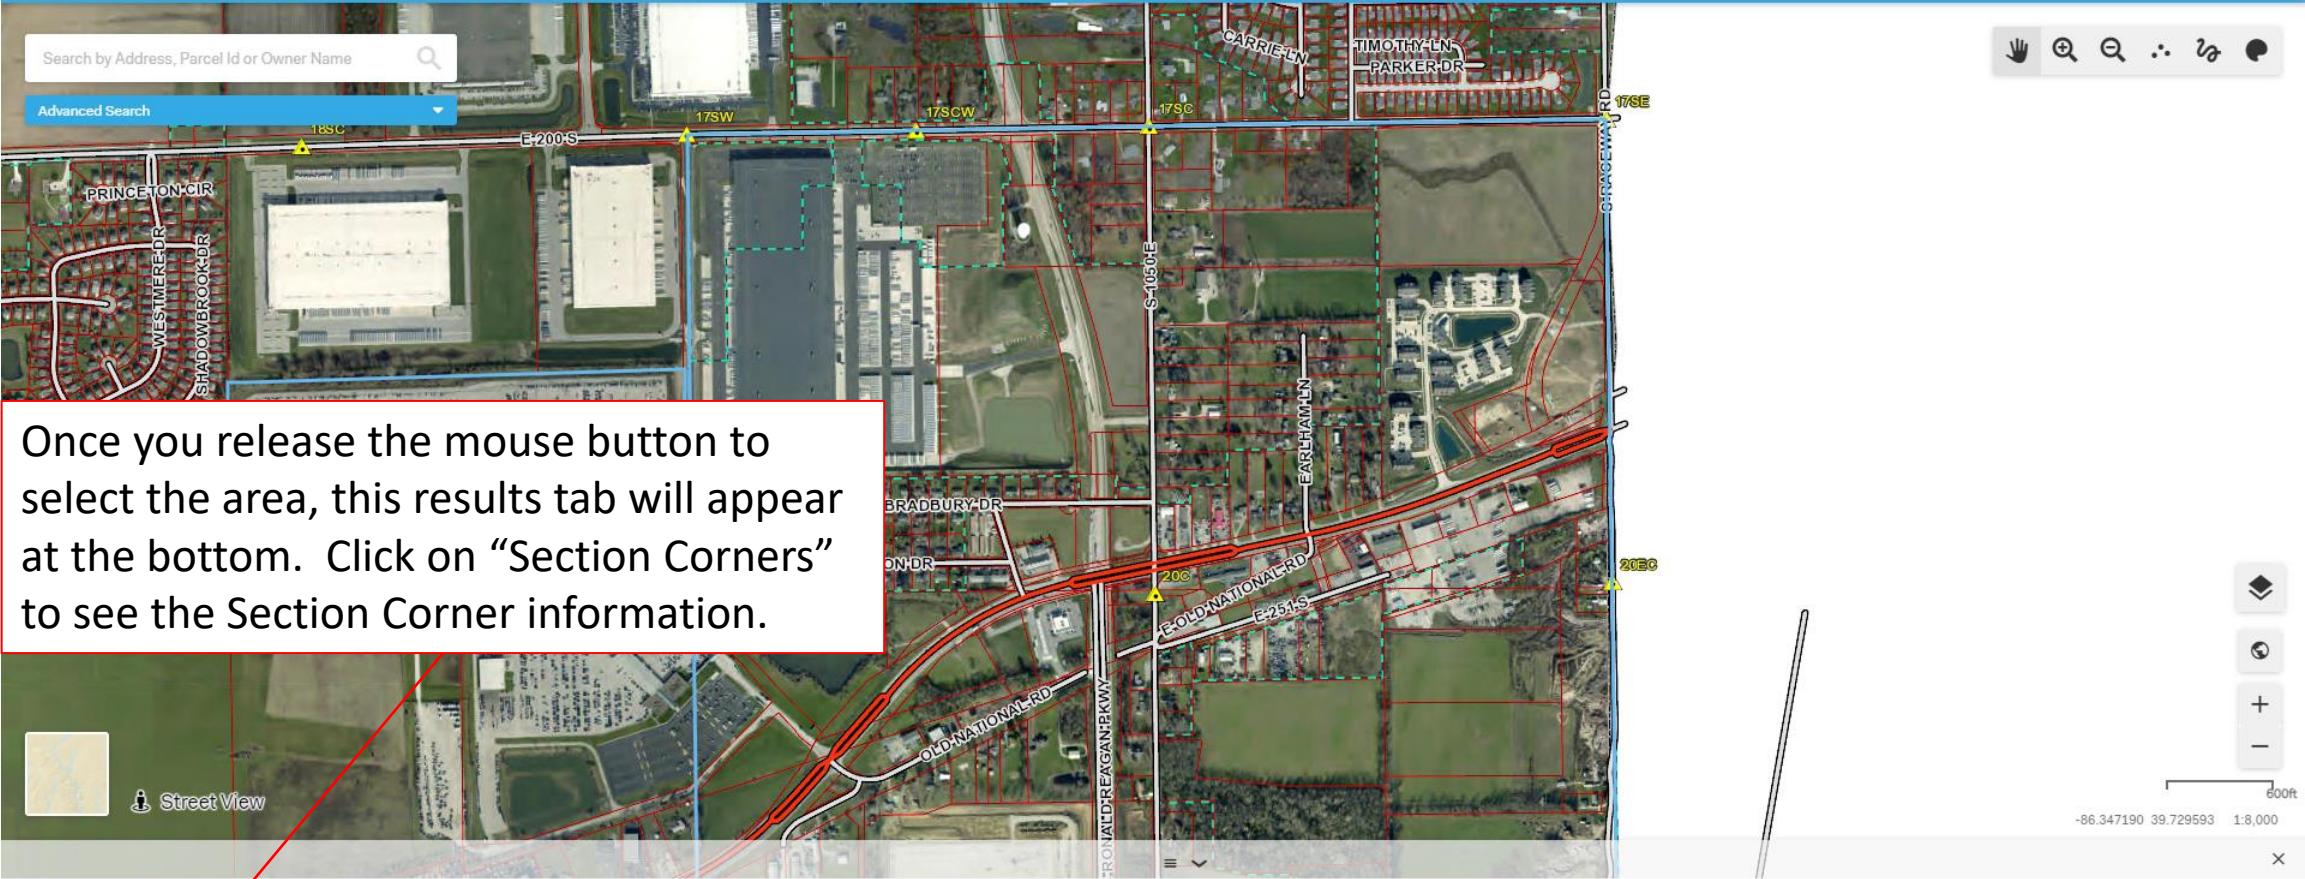 Search by Address, Parcel Id or Owner Name
Advanced Search
18SC
17SW
17SCW
17SC
17SE
CARRIE-LN
TIMOTHY-LN
PARKER-DR
E-200-S
S-RACEWAY-RD
PRINCETON-CIR
WESTMERE-DR
SHADOWBROOK-DR
S-1050-E
EARLHAM-LN
Once you release the mouse button to
select the area, this results tab will appear
at the bottom.  Click on “Section Corners”
to see the Section Corner information.
BRADBURY-DR
ON-DR
20C
20EC
E-OLD-NATIONAL-RD
E-251-S
OLD-NATIONAL-RD
RONALD-REAGAN-PKWY
Street View
600ft
-86.347190 39.729593 1:8,000